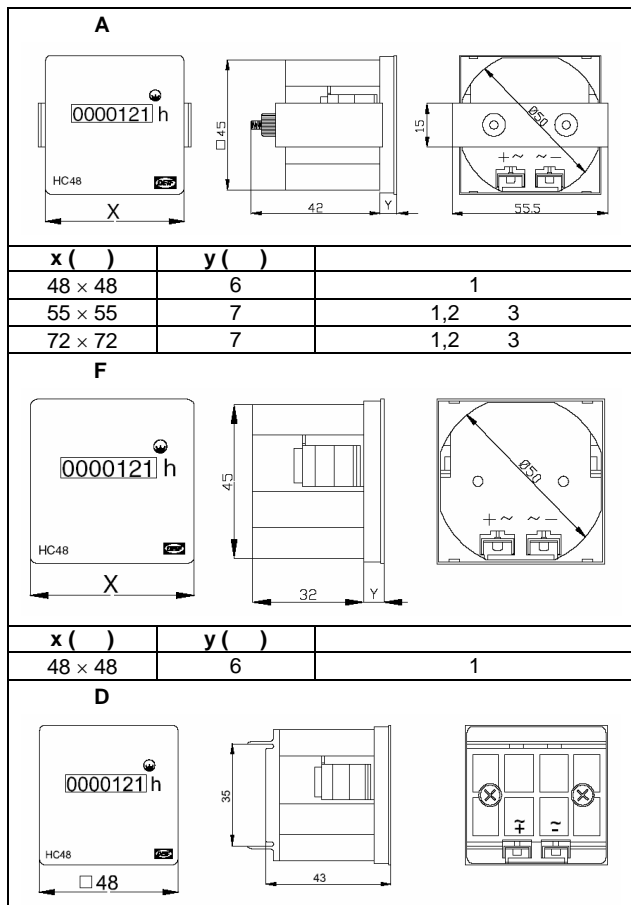 A
0000121 h
HC48
X
□45
42
Y
15
Ø50
+~ ~-
55.5
x ( ) y ( )
48 × 48 6 1
55 × 55 7 1,2 3
72 × 72 7 1,2 3
F
0000121 h
HC48
X
45
32
Y
Ø50
+~ ~-
x ( ) y ( )
48 × 48 6 1
D
0000121 h
HC48
□48
35
43
~ ~
+ -